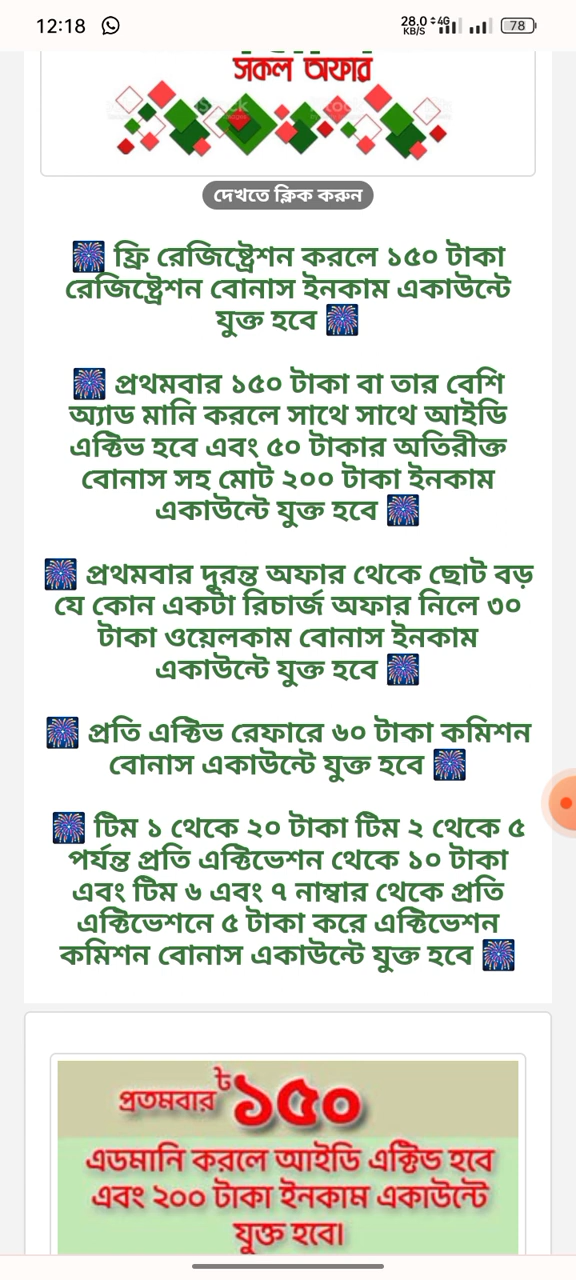 12:18
28.0 KB/S 4G 78
সকল অফার
দেখতে ক্লিক করুন
ফ্রি রেজিষ্ট্রেশন করলে ১৫০ টাকা
রেজিষ্ট্রেশন বোনাস ইনকাম একাউন্টে
যুক্ত হবে
প্রথমবার ১৫০ টাকা বা তার বেশি
অ্যাড মানি করলে সাথে সাথে আইডি
এক্টিভ হবে এবং ৫০ টাকার অতিরীক্ত
বোনাস সহ মোট ২০০ টাকা ইনকাম
একাউন্টে যুক্ত হবে
প্রথমবার দুরন্ত অফার থেকে ছোট বড়
যে কোন একটা রিচার্জ অফার নিলে ৩০
টাকা ওয়েলকাম বোনাস ইনকাম
একাউন্টে যুক্ত হবে
প্রতি এক্টিভ রেফারে ৬০ টাকা কমিশন
বোনাস একাউন্টে যুক্ত হবে
টিম ১ থেকে ২০ টাকা টিম ২ থেকে ৫
পর্যন্ত প্রতি এক্টিভেশন থেকে ১০ টাকা
এবং টিম ৬ এবং ৭ নাম্বার থেকে প্রতি
এক্টিভেশনে ৫ টাকা করে এক্টিভেশন
কমিশন বোনাস একাউন্টে যুক্ত হবে
প্রতমবার ৳১৫০
এডমানি করলে আইডি এক্টিভ হবে
এবং ২০০ টাকা ইনকাম একাউন্টে
যুক্ত হবে।